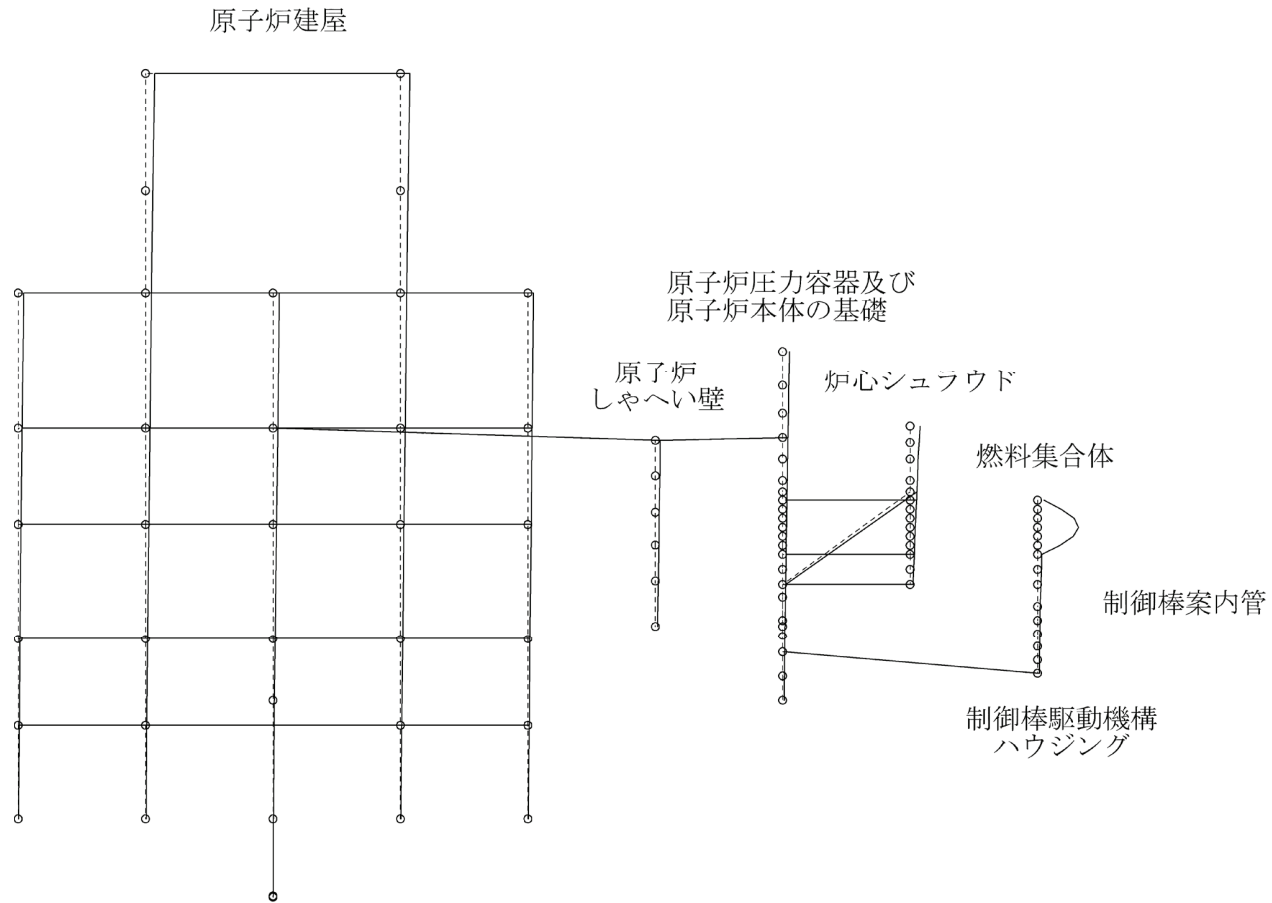 原子炉建屋
原子炉圧力容器及び
原子炉本体の基礎
原子炉
しゃへい壁
炉心シュラウド
燃料集合体
制御棒案内管
制御棒駆動機構
ハウジング